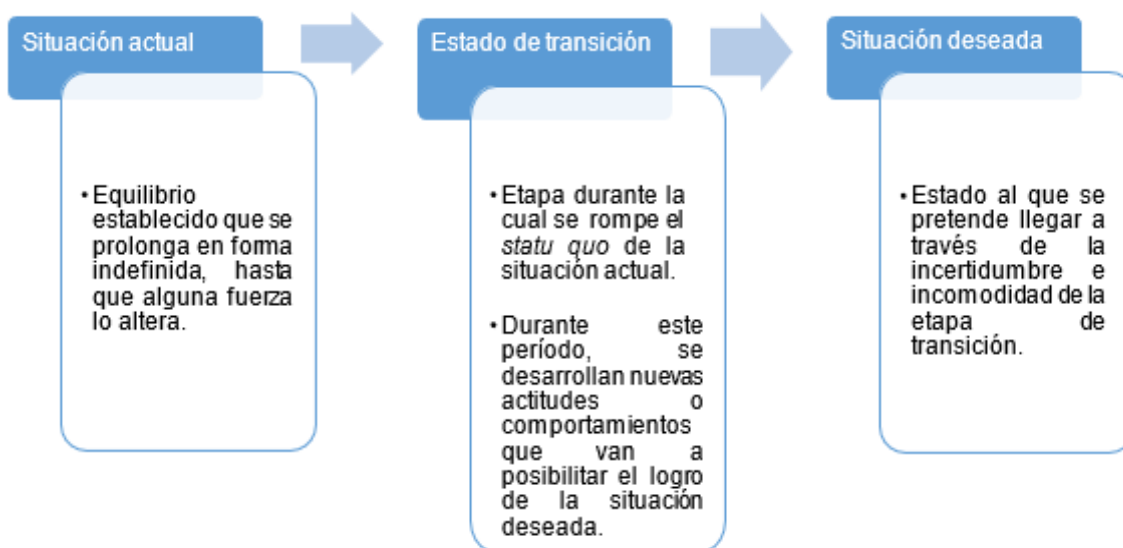 Situación actual
• Equilibrio
establecido que se
prolonga en forma
indefinida, hasta
que alguna fuerza
lo altera.
Estado de transición
• Etapa durante la
cual se rompe el
statu quo de la
situación actual.
• Durante este
período, se
desarrollan nuevas
actitudes o
comportamientos
que van a
posibilitar el logro
de la situación
deseada.
Situación deseada
• Estado al que se
pretende llegar a
través de la
incertidumbre e
incomodidad de la
etapa de
transición.